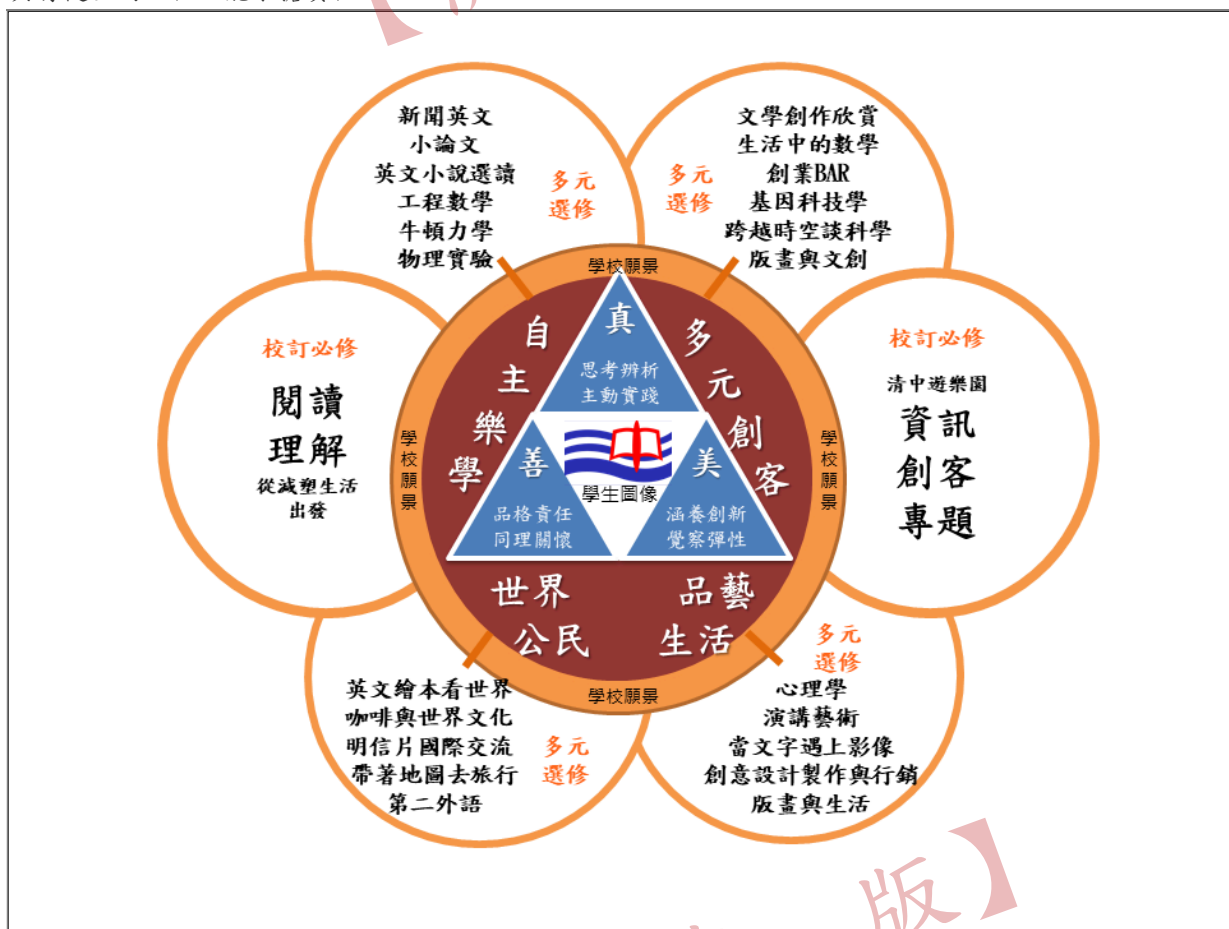 新聞英文
小論文
英文小說選讀
工程數學
牛頓力學
物理實驗
多元
選修
文學創作欣賞
生活中的數學
創業BAR
基因科技學
跨越時空談科學
版畫與文創
多元
選修
校訂必修
閱讀
理解
從減塑生活
出發
學校願景
學校願景
學校願景
學校願景
自主樂學
多元創客
真
思考辨析
主動實踐
善
品格責任
同理關懷
美
涵養創新
覺察彈性
學生圖像
世界
公民
品藝
生活
校訂必修
清中遊樂園
資訊
創客
專題
英文繪本看世界
咖啡與世界文化
明信片國際交流
帶著地圖去旅行
第二外語
多元
選修
多元
選修
心理學
演講藝術
當文字遇上影像
創意設計製作與行銷
版畫與生活
版】